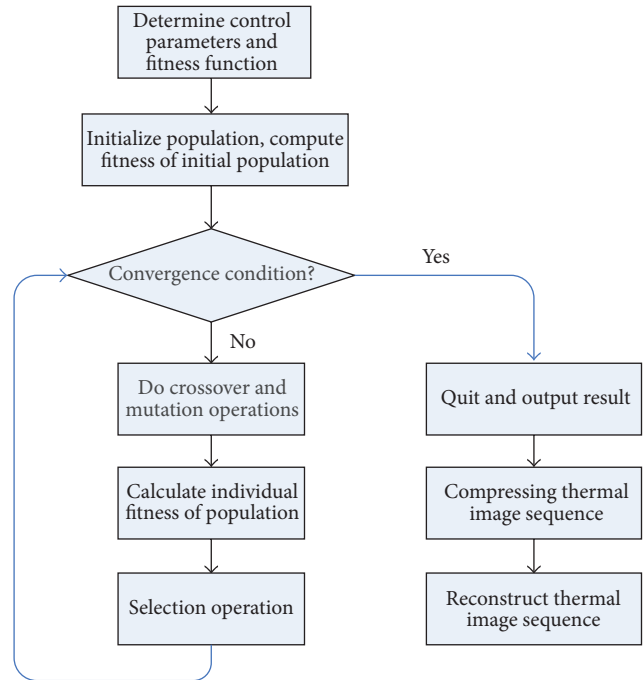 Determine control
parameters and
fitness function
Initialize population, compute
fitness of initial population
Convergence condition?
Yes
No
Do crossover and
mutation operations
Quit and output result
Calculate individual
fitness of population
Compressing thermal
image sequence
Selection operation
Reconstruct thermal
image sequence